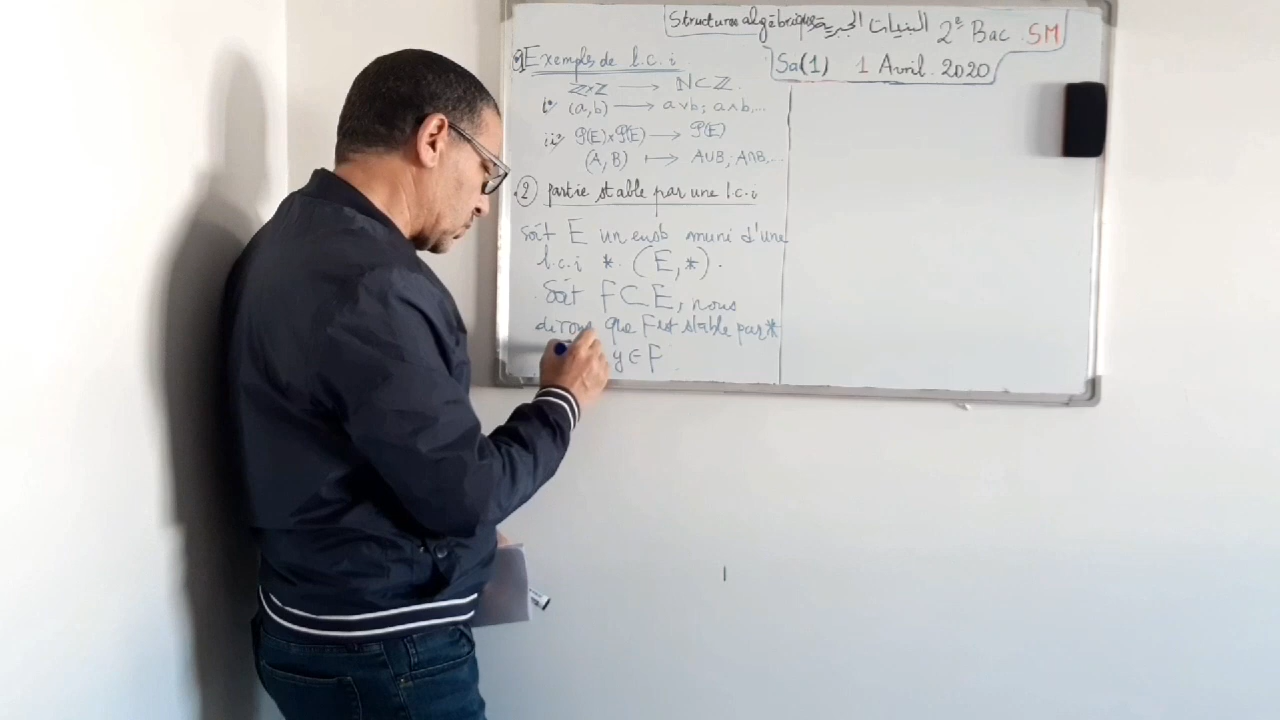 Structures algébriques البنيات الجبرية 2e Bac SM
Sa(1) 1 Avril. 2020
Exemples de l.c.i
Z×Z → N⊂Z.
i° (a,b) → a∨b; a∧b,...
ii° P(E)×P(E) → P(E)
(A, B) ↦ A∪B; A∩B,...
2 partie stable par une l.c.i
Soit E un ensb muni d'une
l.c.i *. (E,*).
Soit F⊂E, nous
dirons que F est stable par *
y ∈ F